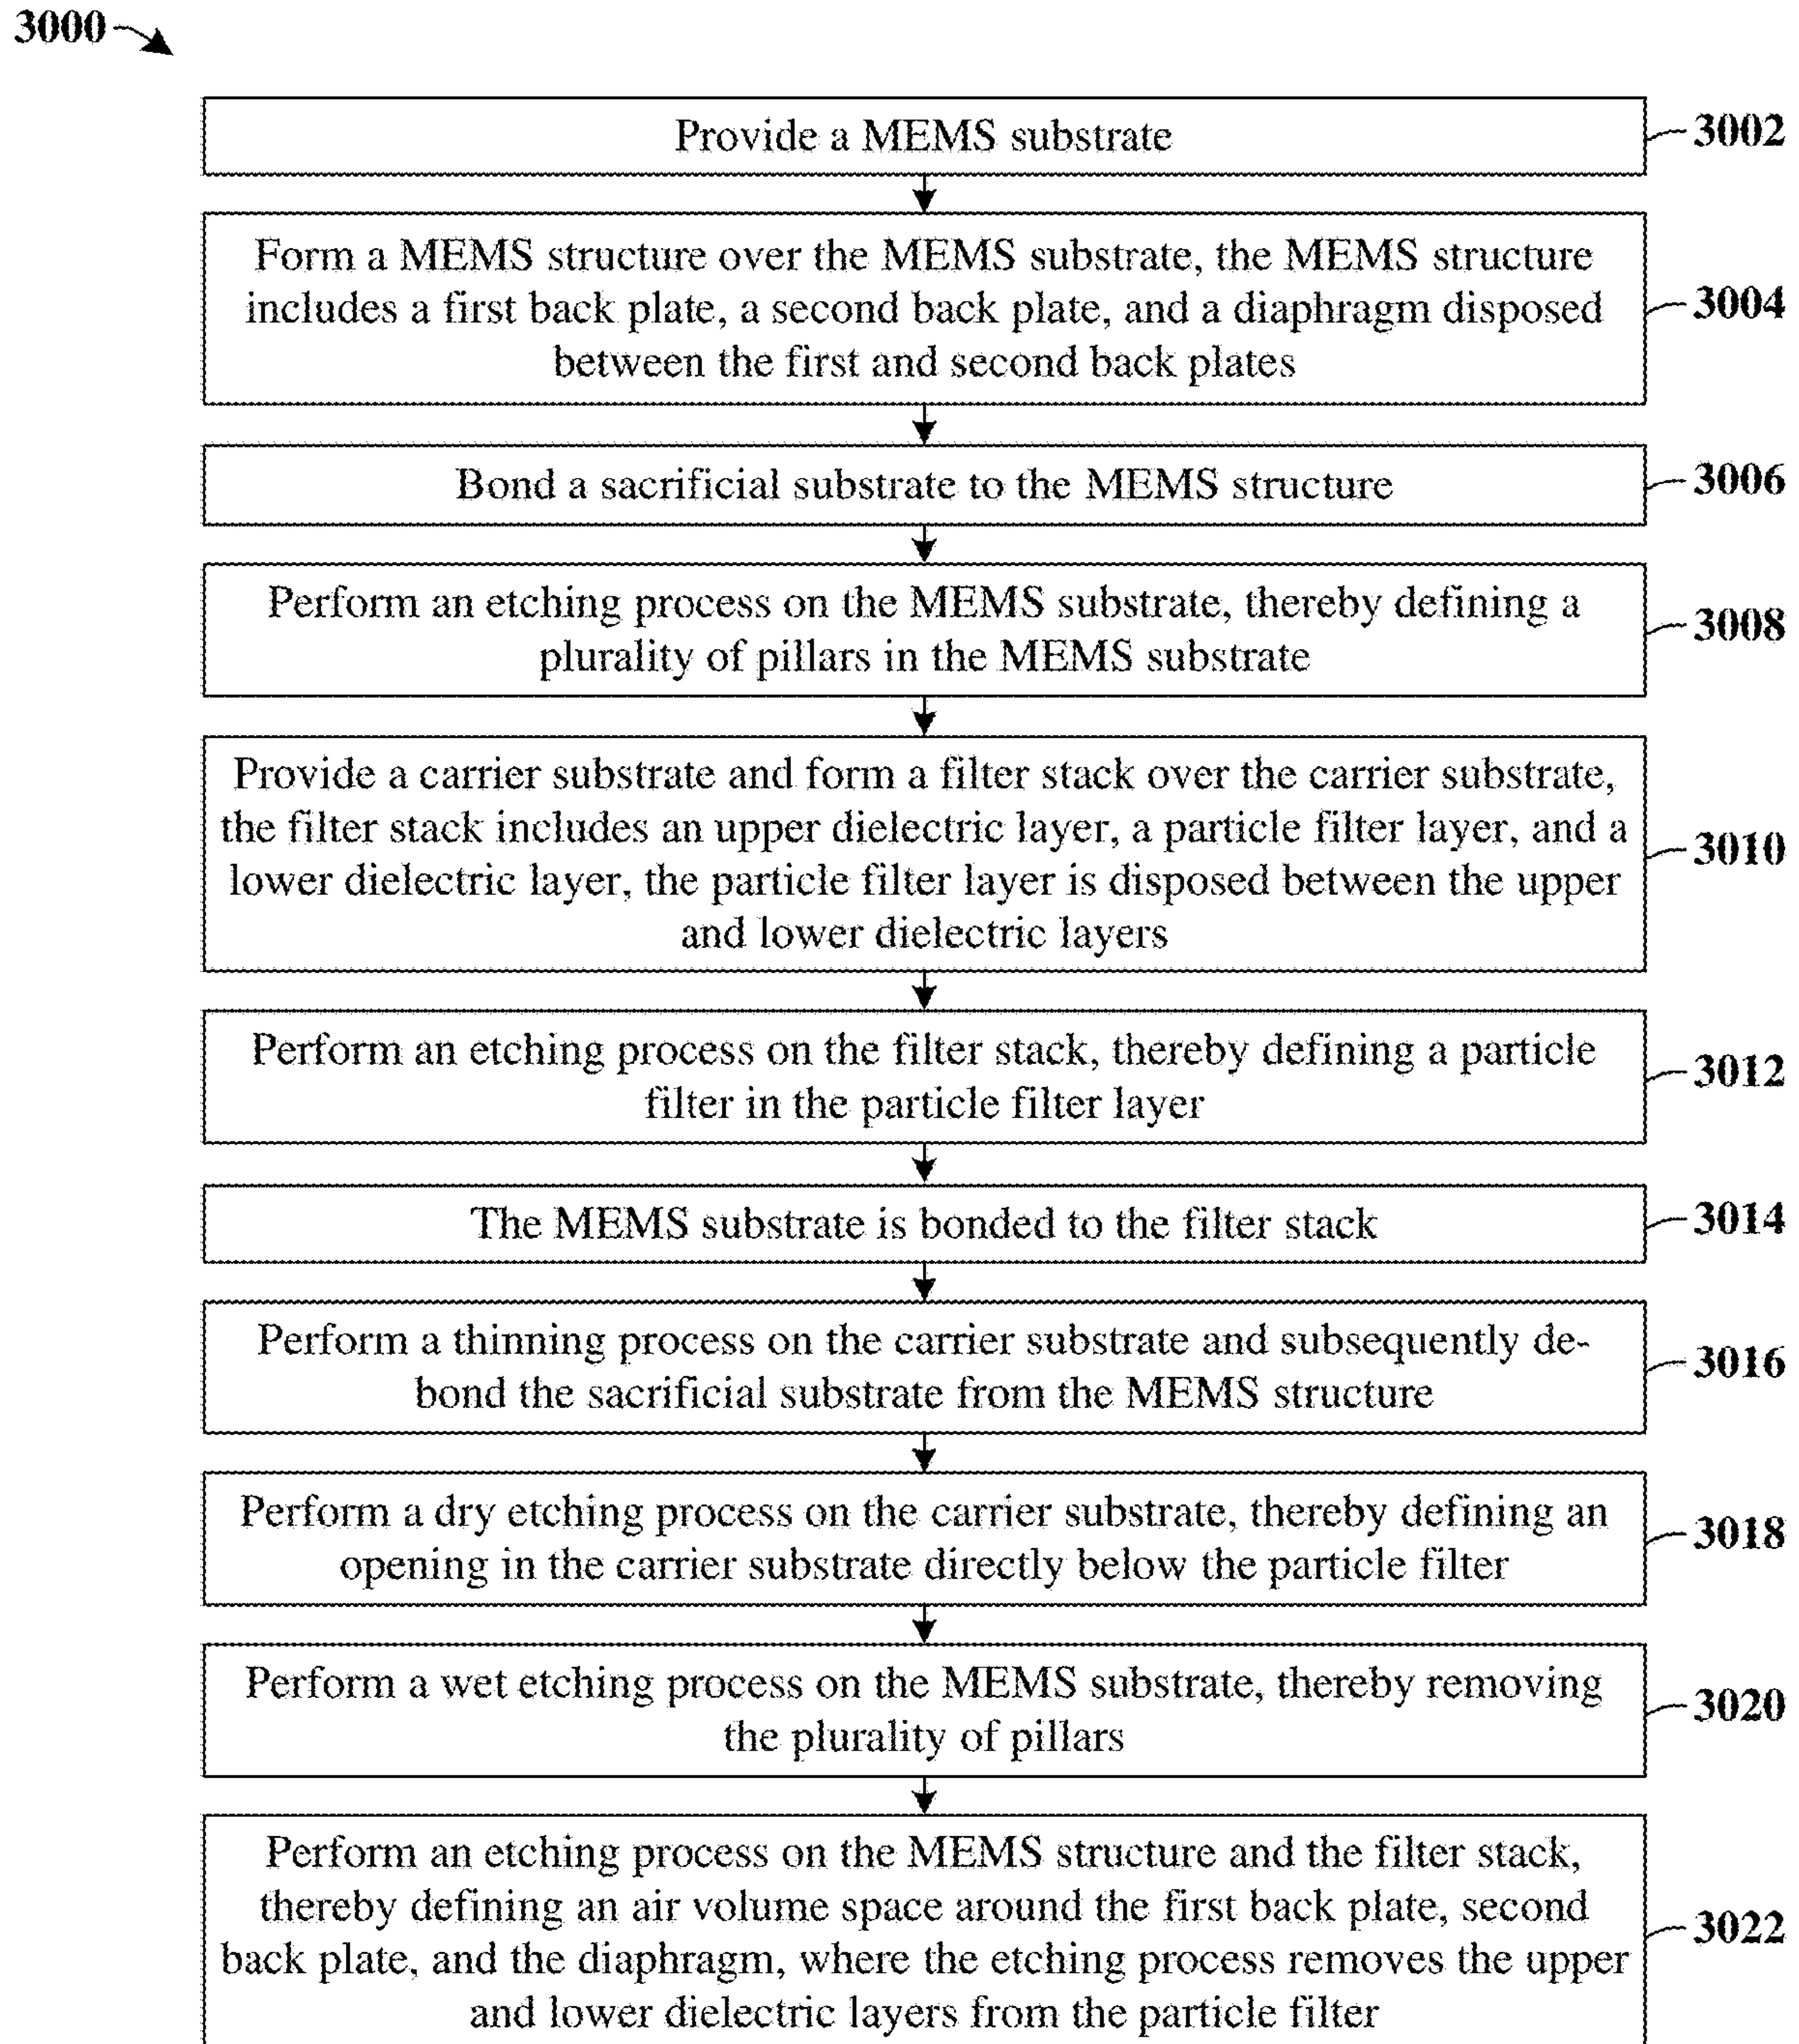 3000
Provide a MEMS substrate
3002
Form a MEMS structure over the MEMS substrate, the MEMS structure
includes a first back plate, a second back plate, and a diaphragm disposed
between the first and second back plates
3004
Bond a sacrificial substrate to the MEMS structure
3006
Perform an etching process on the MEMS substrate, thereby defining a
plurality of pillars in the MEMS substrate
3008
Provide a carrier substrate and form a filter stack over the carrier substrate,
the filter stack includes an upper dielectric layer, a particle filter layer, and a
lower dielectric layer, the particle filter layer is disposed between the upper
and lower dielectric layers
3010
Perform an etching process on the filter stack, thereby defining a particle
filter in the particle filter layer
3012
The MEMS substrate is bonded to the filter stack
3014
Perform a thinning process on the carrier substrate and subsequently de-
bond the sacrificial substrate from the MEMS structure
3016
Perform a dry etching process on the carrier substrate, thereby defining an
opening in the carrier substrate directly below the particle filter
3018
Perform a wet etching process on the MEMS substrate, thereby removing
the plurality of pillars
3020
Perform an etching process on the MEMS structure and the filter stack,
thereby defining an air volume space around the first back plate, second
back plate, and the diaphragm, where the etching process removes the upper
and lower dielectric layers from the particle filter
3022